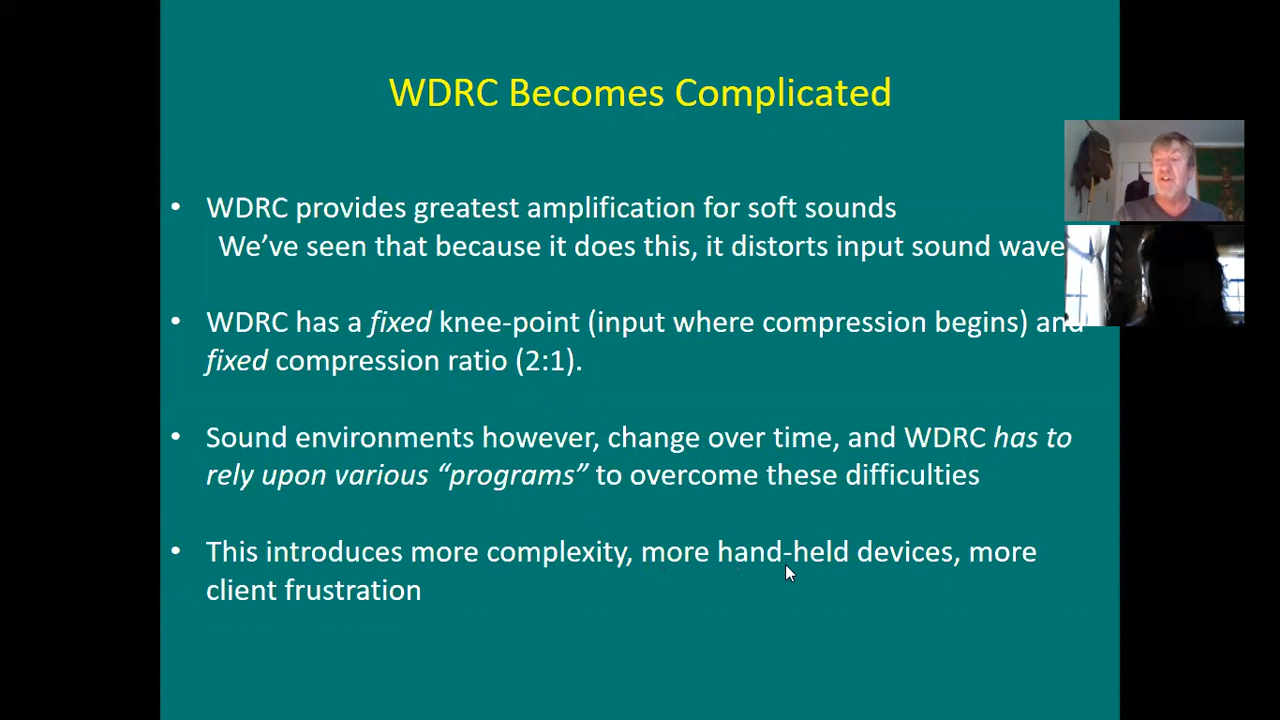 WDRC Becomes Complicated
• WDRC provides greatest amplification for soft sounds
We’ve seen that because it does this, it distorts input sound wave
• WDRC has a fixed knee-point (input where compression begins) and
fixed compression ratio (2:1).
• Sound environments however, change over time, and WDRC has to
rely upon various “programs” to overcome these difficulties
• This introduces more complexity, more hand-held devices, more
client frustration